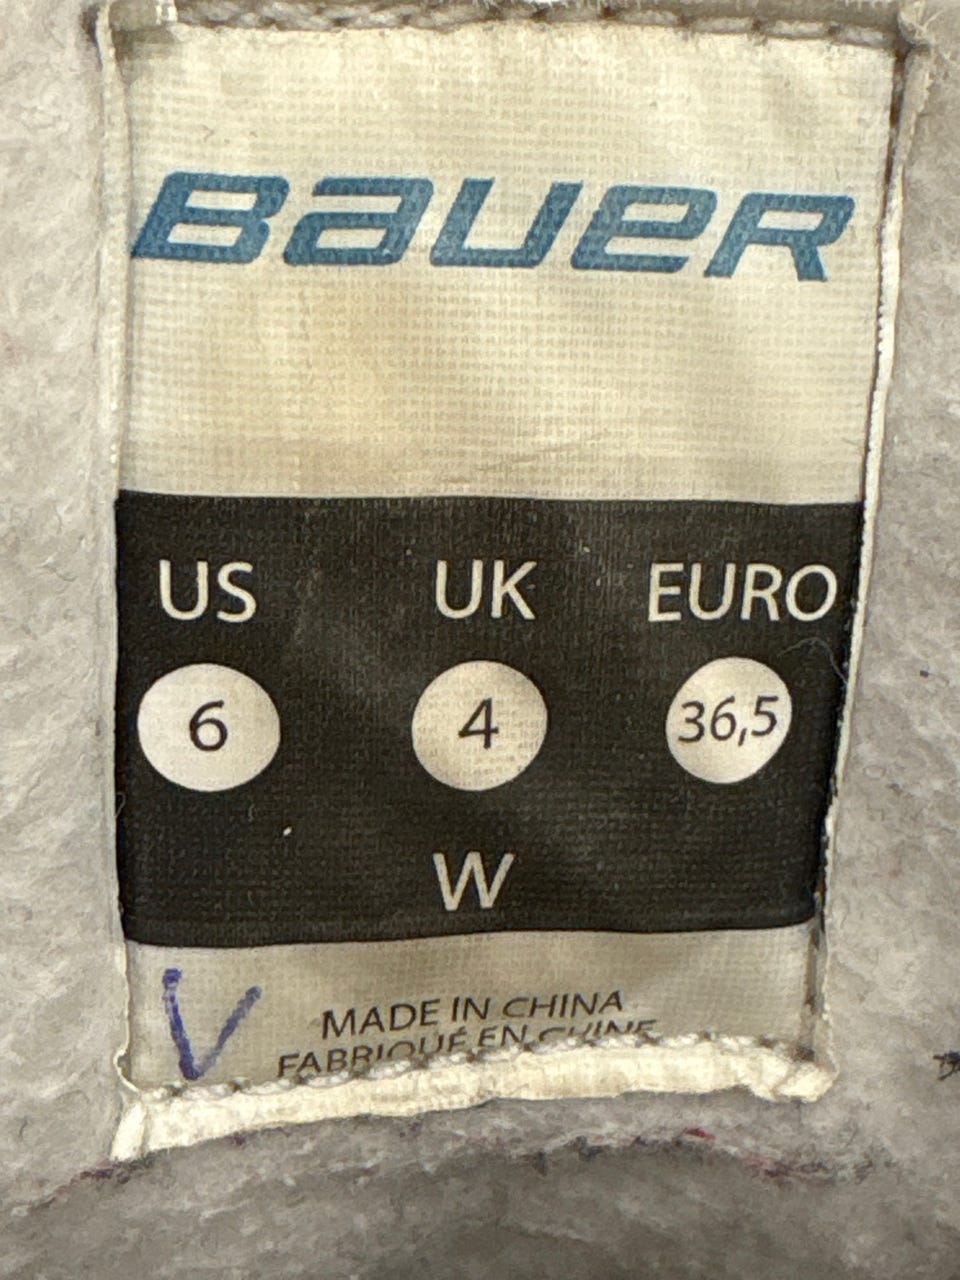 BAUER
US UK EURO
6 4 36,5
W
V
MADE IN CHINA
FABRIQUÉ EN CHINE